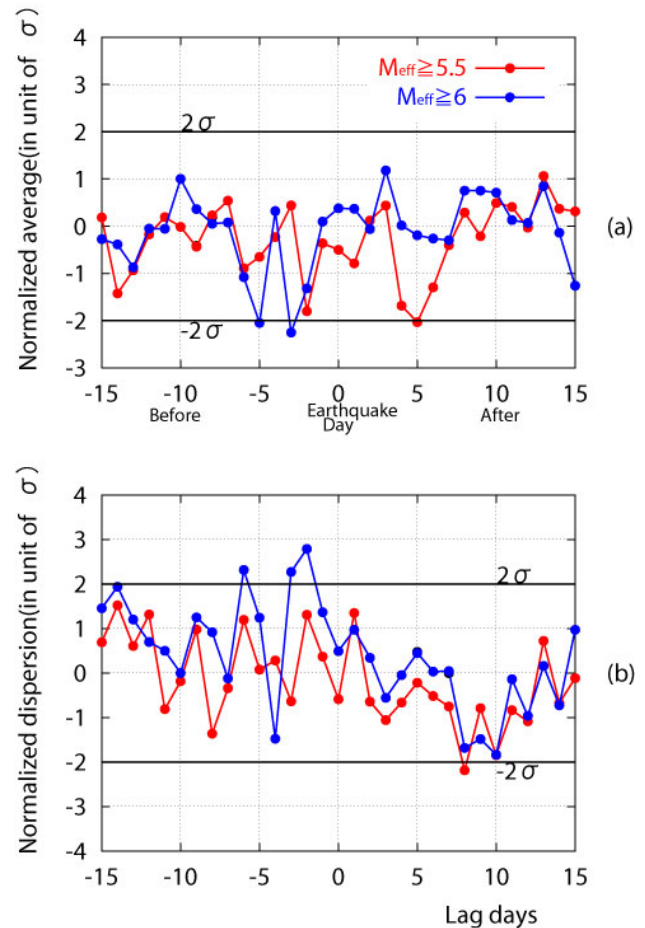 Normalized average(in unit of σ)
4
3
2
1
0
-1
-2
-3
Meff≧5.5
Meff≧6
2σ
-2σ
(a)
-15 -10 -5 0 5 10 15
Before Earthquake Day After
Normalized dispersion(in unit of σ)
4
3
2
1
0
-1
-2
-3
-4
2σ
-2σ
(b)
-15 -10 -5 0 5 10 15
Lag days